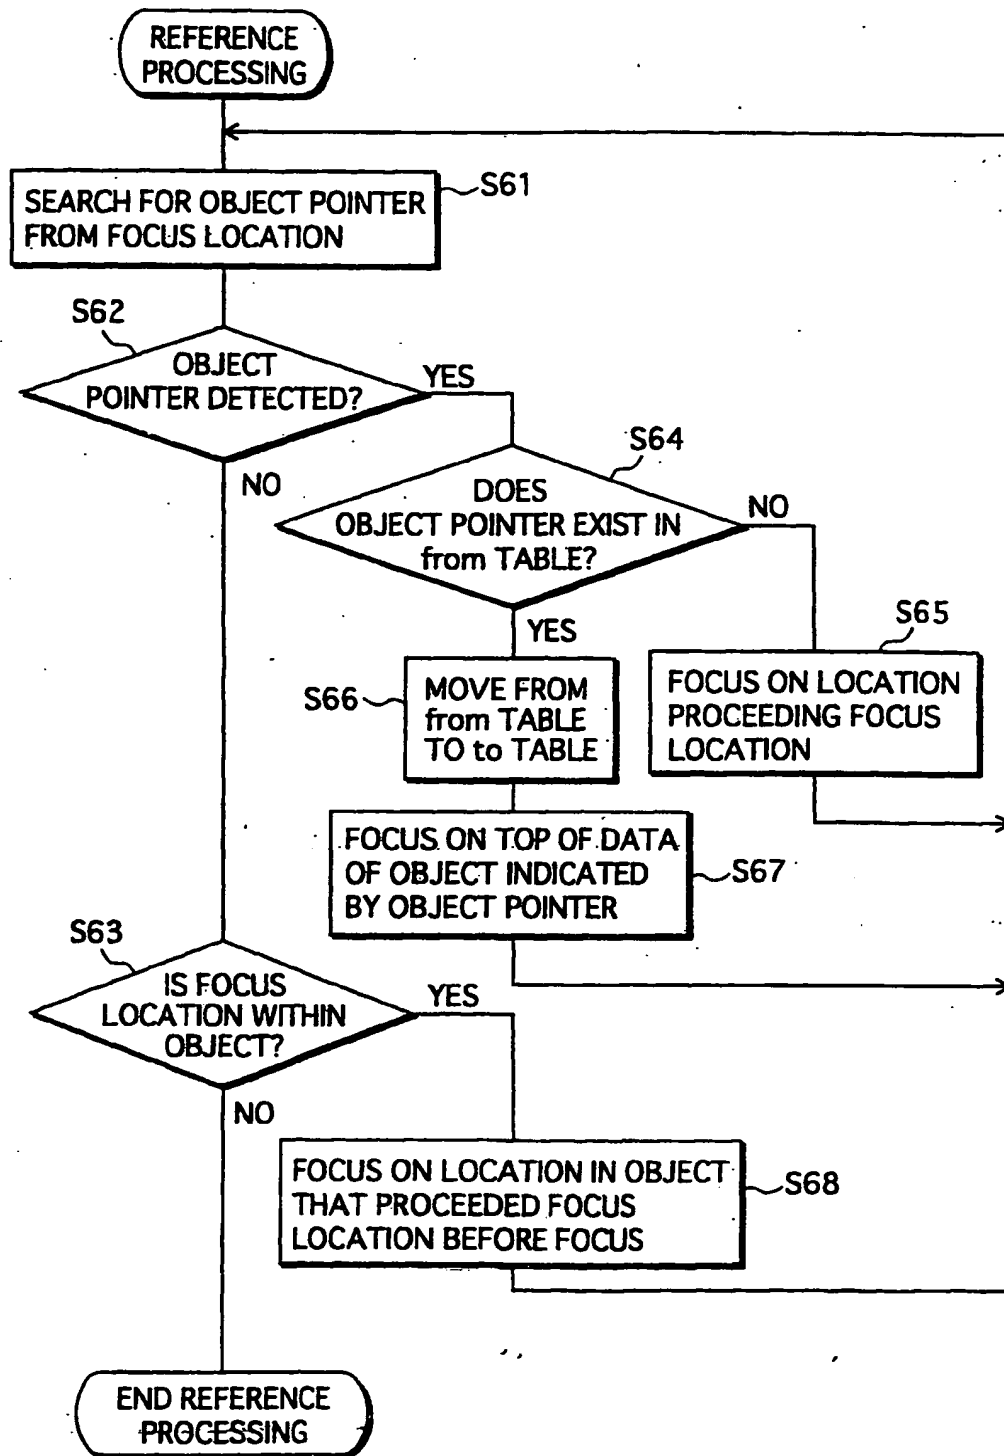 REFERENCE
PROCESSING
SEARCH FOR OBJECT POINTER
FROM FOCUS LOCATION
S61
S62
OBJECT
POINTER DETECTED?
YES
NO
S64
DOES
OBJECT POINTER EXIST IN
from TABLE?
NO
YES
S65
FOCUS ON LOCATION
PROCEEDING FOCUS
LOCATION
S66
MOVE FROM
from TABLE
TO to TABLE
FOCUS ON TOP OF DATA
OF OBJECT INDICATED
BY OBJECT POINTER
S67
S63
IS FOCUS
LOCATION WITHIN
OBJECT?
YES
NO
FOCUS ON LOCATION IN OBJECT
THAT PROCEEDED FOCUS
LOCATION BEFORE FOCUS
S68
END REFERENCE
PROCESSING